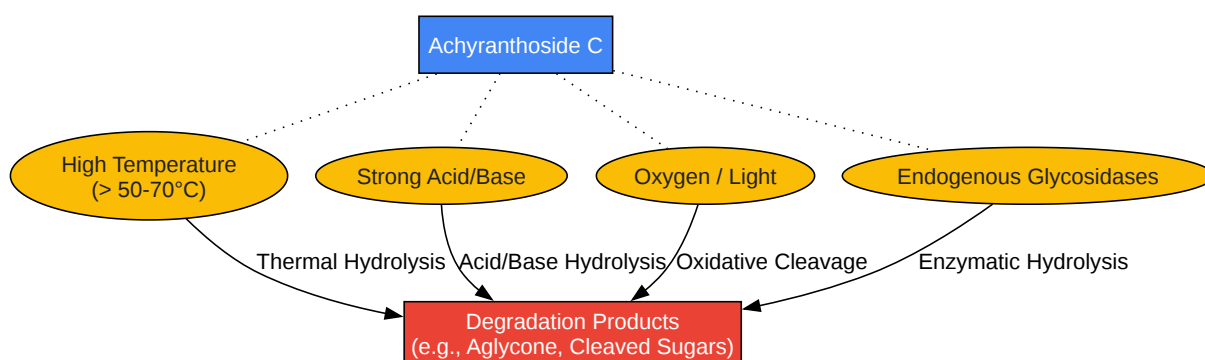 Achyranthoside C
High Temperature
(> 50-70°C)
Strong Acid/Base
Oxygen / Light
Endogenous Glycosidases
Thermal Hydrolysis
Acid/Base Hydrolysis
Oxidative Cleavage
Enzymatic Hydrolysis
Degradation Products
(e.g., Aglycone, Cleaved Sugars)